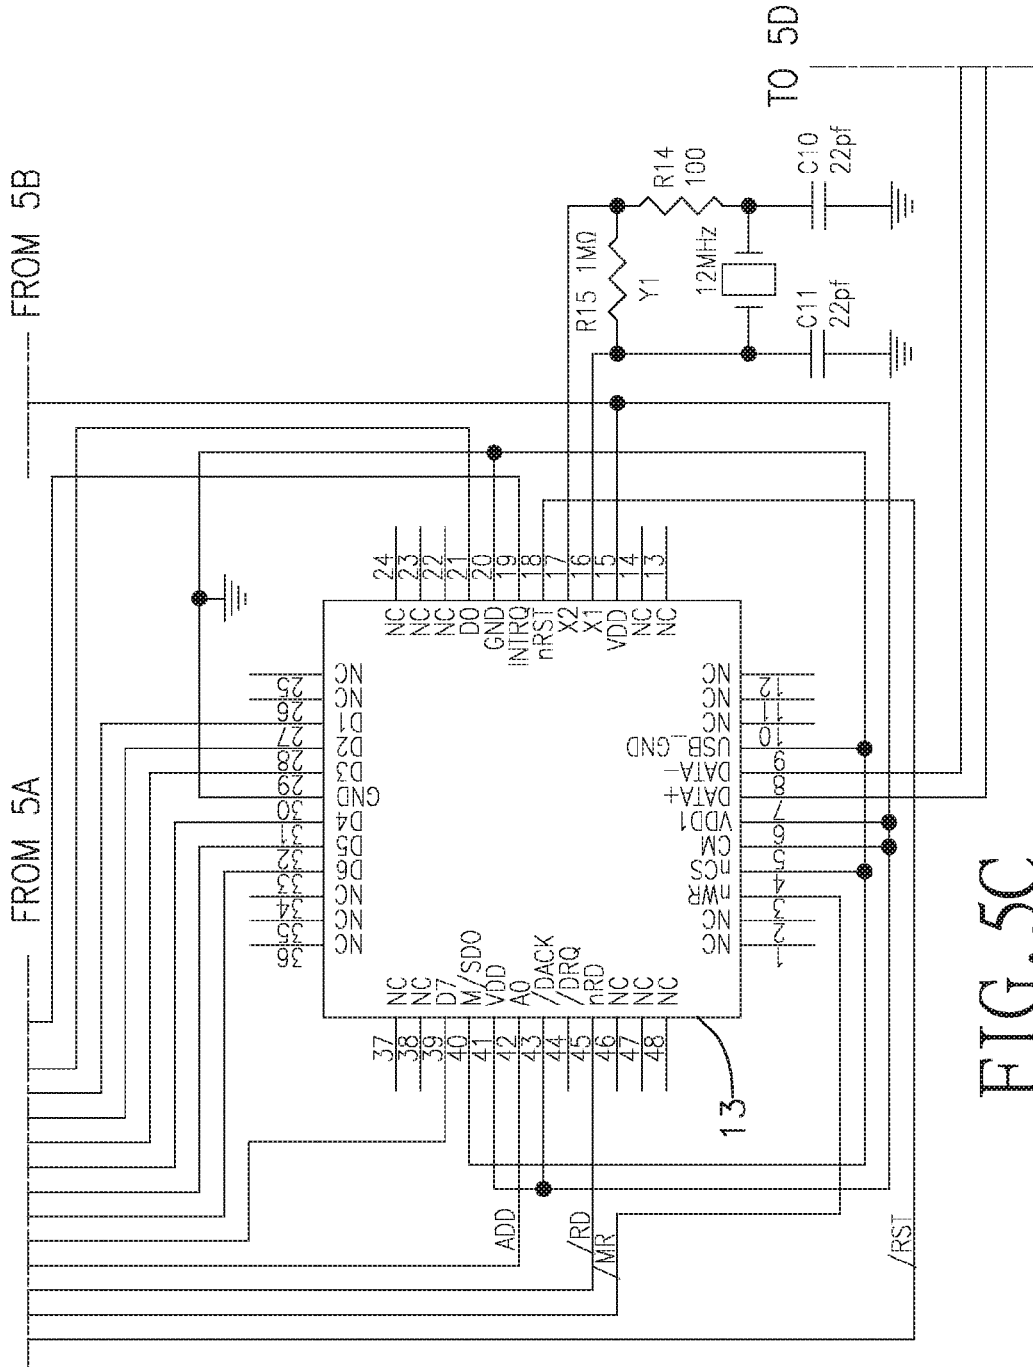 FROM 5A
FROM 5B
TO 5D
NC 36
NC 35
NC 34
NC 33
D6 32
D5 31
D4 30
GND 29
D3 28
D2 27
D1 26
NC 25
NC
37 NC
38 NC
39 D7
40 M/SDO
41 VDD
42 A0
43 /DACK
44 /DRQ
45 nRD
46 NC
47 NC
48 NC
NC 24
NC 23
NC 22
D0 21
GND 20
INTRQ 19
nRST 18
X2 17
X1 16
VDD 15
NC 14
NC 13
NC 1
NC 2
nWR 3
nCS 4
CM 5
VDD1 6
DATA+ 7
DATA- 8
USB_GND 9
NC 10
NC 11
NC 12
ADD
/RD
/MR
/RST
13
R15 1MΩ
Y1
12MHz
R14
100
C11
22pf
C10
22pf
FIG. 5C